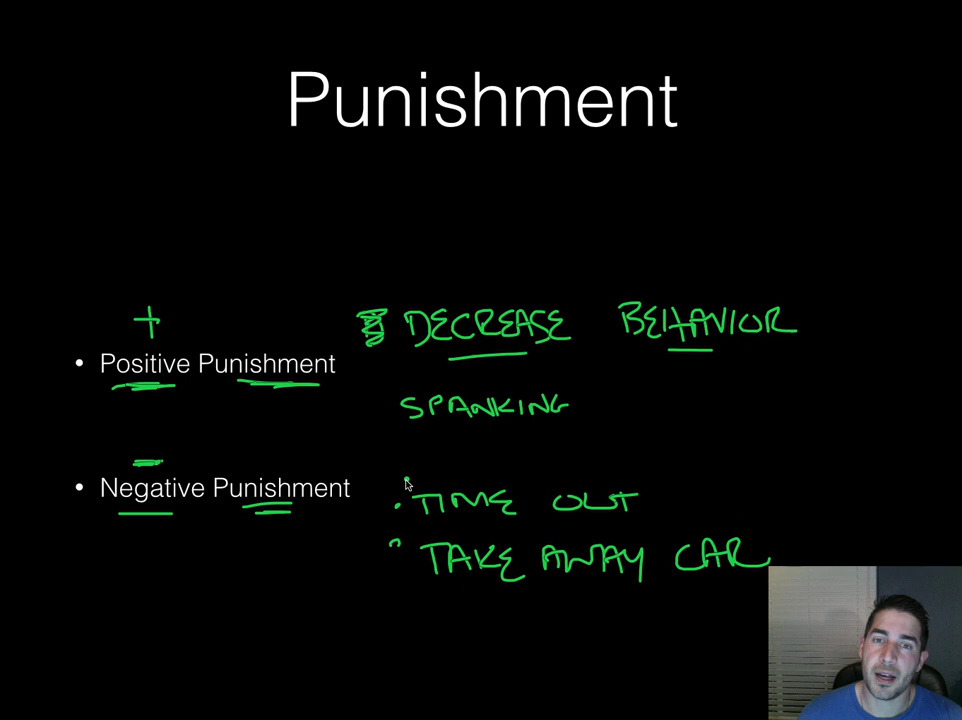 Punishment
+ DECREASE BEHAVIOR
• Positive Punishment
SPANKING
-
• Negative Punishment
• TIME OUT
• TAKE AWAY CAR